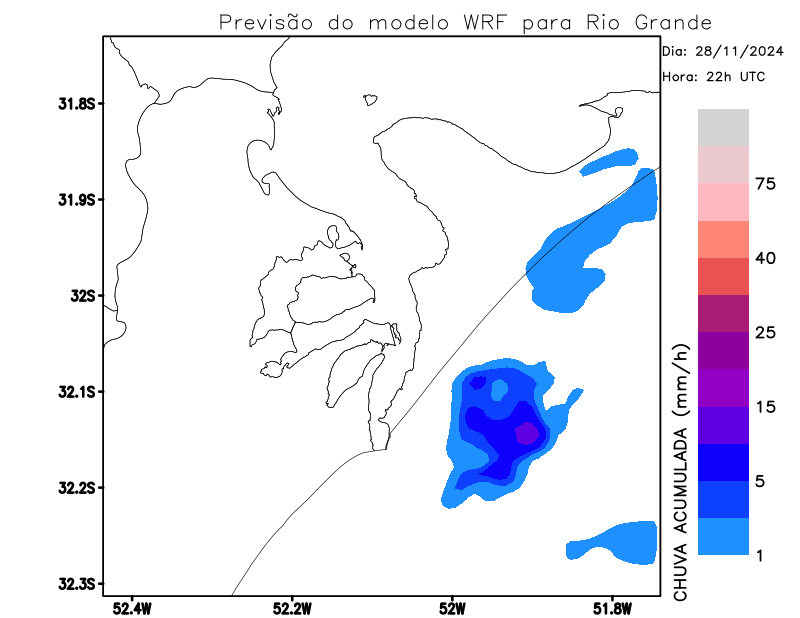 Previsão do modelo WRF para Rio Grande
Dia: 28/11/2024
Hora: 22h UTC
31.8S
31.9S
32S
32.1S
32.2S
32.3S
52.4W
52.2W
52W
51.8W
75
40
25
15
5
1
CHUVA ACUMULADA (mm/h)